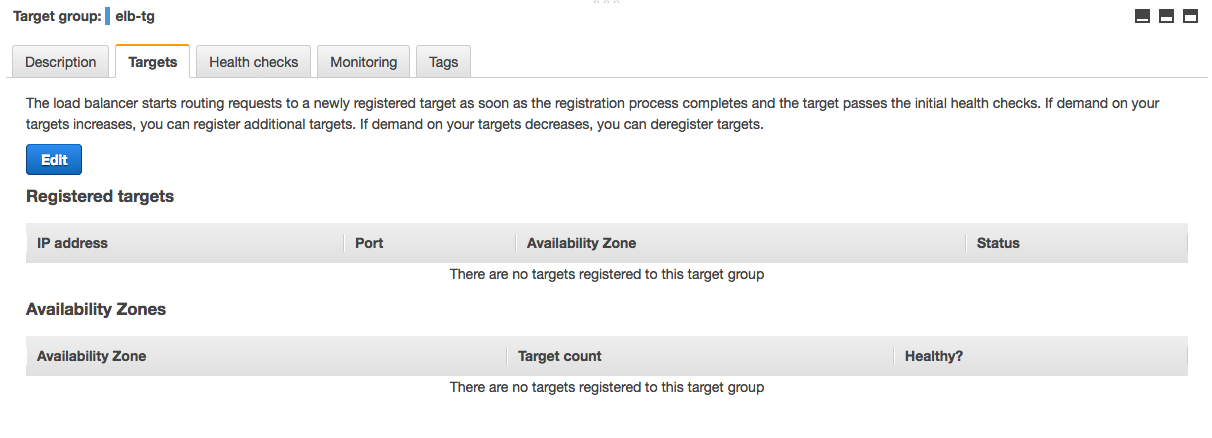 Target group: elb-tg
Description Targets Health checks Monitoring Tags
The load balancer starts routing requests to a newly registered target as soon as the registration process completes and the target passes the initial health checks. If demand on your
targets increases, you can register additional targets. If demand on your targets decreases, you can deregister targets.
Edit
Registered targets
IP address Port Availability Zone Status
There are no targets registered to this target group
Availability Zones
Availability Zone Target count Healthy?
There are no targets registered to this target group